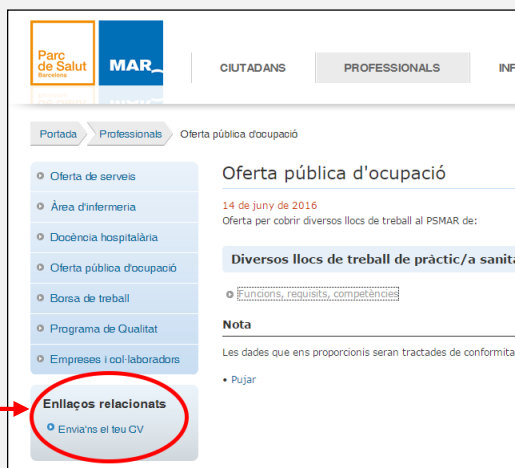 Parc
de Salut
Barcelona
MAR
CIUTADANS
PROFESSIONALS
Portada
Professionals
Oferta pública d'ocupació
Oferta de serveis
Àrea d'infermeria
Docència hospitalària
Oferta pública d'ocupació
Borsa de treball
Programa de Qualitat
Empreses i col·laboradors
Enllaços relacionats
Envia'ns el teu CV
Oferta pública d'ocupació
14 de juny de 2016
Oferta per cobrir diversos llocs de treball al PSMAR de:
Diversos llocs de treball de pràctic/a
Funcions, requisits, competències
Nota
Les dades que ens proporcionis seran tractades de
• Pujar